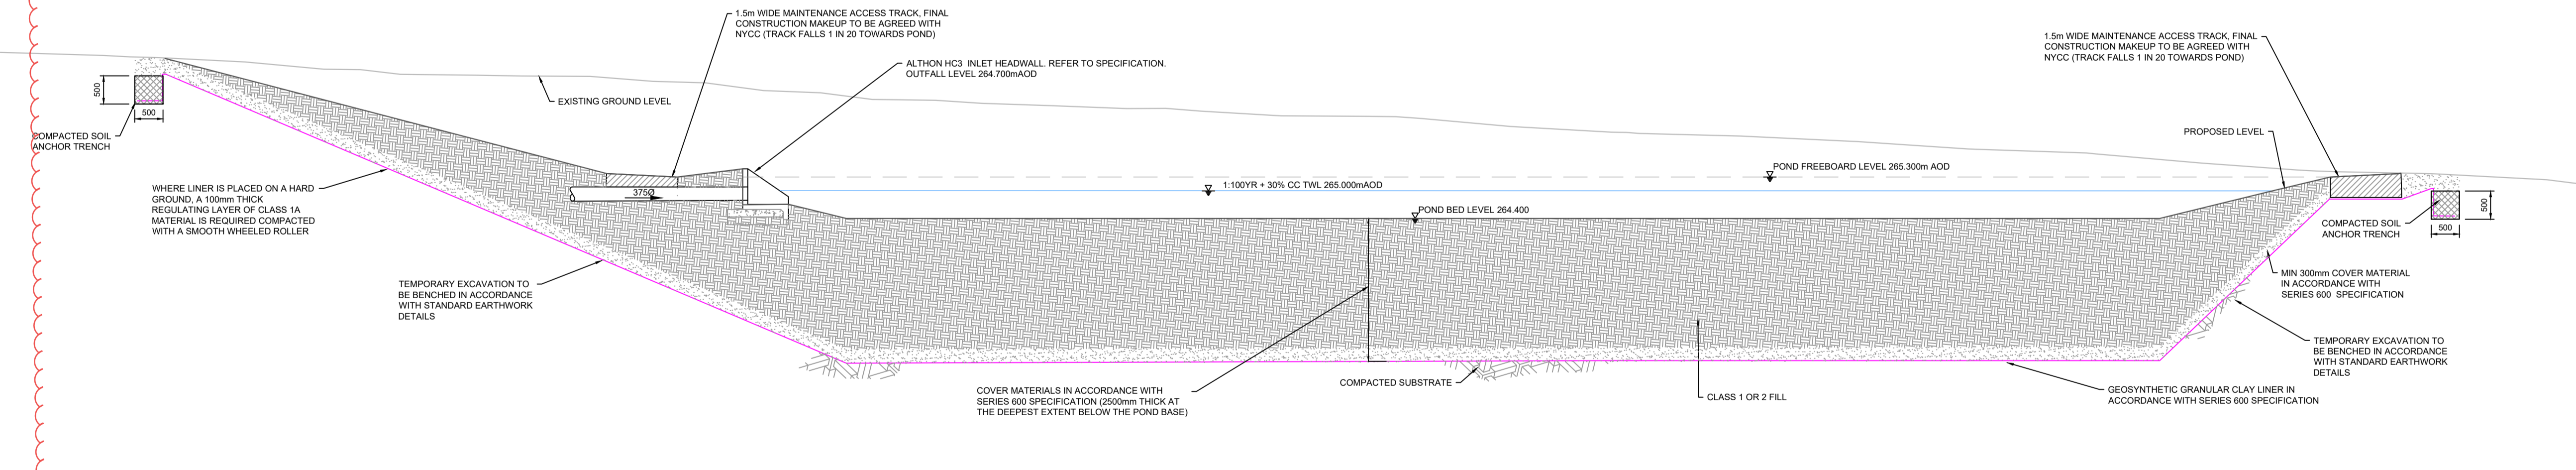 1.5m WIDE MAINTENANCE ACCESS TRACK, FINAL
CONSTRUCTION MAKEUP TO BE AGREED WITH
NYCC (TRACK FALLS 1 IN 20 TOWARDS POND)
ALTHON HC3 INLET HEADWALL. REFER TO SPECIFICATION.
OUTFALL LEVEL 264.700mAOD
1.5m WIDE MAINTENANCE ACCESS TRACK, FINAL
CONSTRUCTION MAKEUP TO BE AGREED WITH
NYCC (TRACK FALLS 1 IN 20 TOWARDS POND)
500
500
EXISTING GROUND LEVEL
COMPACTED SOIL
ANCHOR TRENCH
PROPOSED LEVEL
POND FREEBOARD LEVEL 265.300m AOD
1:100YR + 30% CC TWL 265.000mAOD
375Ø
POND BED LEVEL 264.400
WHERE LINER IS PLACED ON A HARD
GROUND, A 100mm THICK
REGULATING LAYER OF CLASS 1A
MATERIAL IS REQUIRED COMPACTED
WITH A SMOOTH WHEELED ROLLER
500
500
COMPACTED SOIL
ANCHOR TRENCH
TEMPORARY EXCAVATION TO
BE BENCHED IN ACCORDANCE
WITH STANDARD EARTHWORK
DETAILS
MIN 300mm COVER MATERIAL
IN ACCORDANCE WITH
SERIES 600 SPECIFICATION
TEMPORARY EXCAVATION TO
BE BENCHED IN ACCORDANCE
WITH STANDARD EARTHWORK
DETAILS
COVER MATERIALS IN ACCORDANCE WITH
SERIES 600 SPECIFICATION (2500mm THICK AT
THE DEEPEST EXTENT BELOW THE POND BASE)
COMPACTED SUBSTRATE
CLASS 1 OR 2 FILL
GEOSYNTHETIC GRANULAR CLAY LINER IN
ACCORDANCE WITH SERIES 600 SPECIFICATION